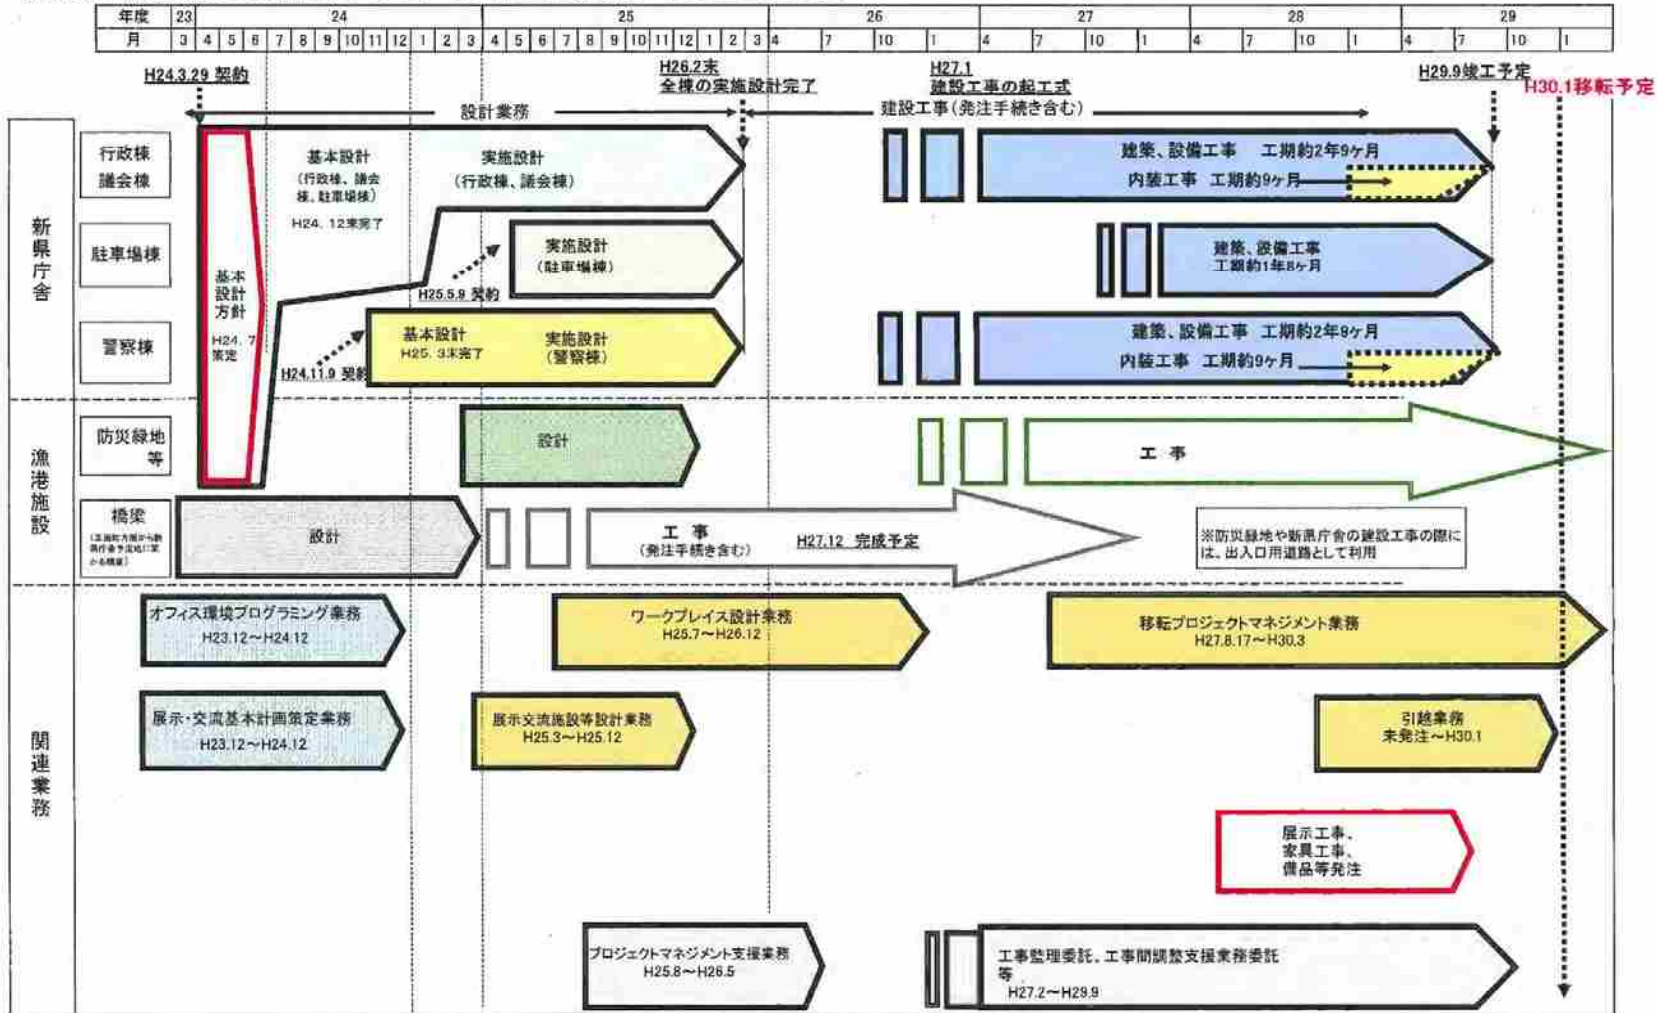 年度 23 24 25 26 27 28 29
月 3 4 5 6 7 8 9 10 11 12 1 2 3 4 5 6 7 8 9 10 11 12 1 2 3 4 7 10 1 4 7 10 1 4 7 10 1 4 7 10 1
H24.3.29 契約
H26.2末
全棟の実施設計完了
H27.1
建設工事の起工式
H29.9竣工予定
H30.1移転予定
設計業務
建設工事(発注手続き含む)
新県庁舎
行政棟
議会棟
基本設計
(行政棟、議会
棟、駐車場棟)
H24.12末完了
実施設計
(行政棟、議会棟)
建築、設備工事 工期約2年9ヶ月
内装工事 工期約9ヶ月
駐車場棟
基本
設計
方針
H24.7
策定
H25.5.9 契約
実施設計
(駐車場棟)
建築、設備工事
工期約1年8ヶ月
警察棟
H24.11.9 契約
基本設計
H25.3末完了
実施設計
(警察棟)
建築、設備工事 工期約2年9ヶ月
内装工事 工期約9ヶ月
漁港施設
防災緑地
等
設計
工 事
橋梁
設計
工 事
(発注手続き含む)
H27.12 完成予定
※防災緑地や新県庁舎の建設工事の際に
は、出入口用道路として利用
関連業務
オフィス環境プログラミング業務
H23.12～H24.12
ワークプレイス設計業務
H25.7～H26.12
移転プロジェクトマネジメント業務
H27.8.17～H30.3
展示・交流基本計画策定業務
H23.12～H24.12
展示交流施設等設計業務
H25.3～H25.12
引越業務
未発注～H30.1
展示工事、
家具工事、
備品等発注
プロジェクトマネジメント支援業務
H25.8～H26.5
工事監理委託、工事間調整支援業務委託
等
H27.2～H29.9